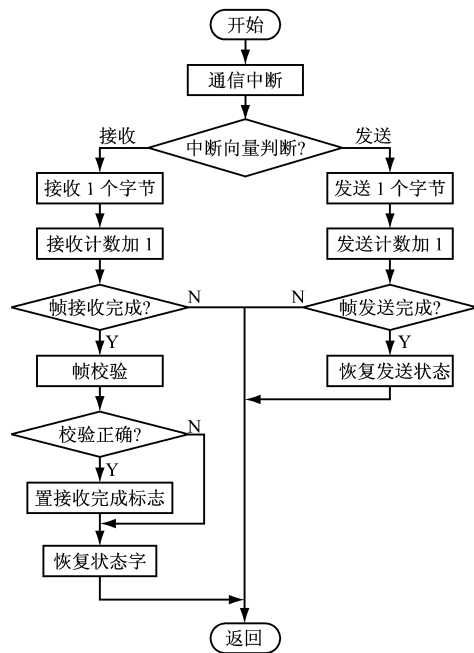 开始
通信中断
中断向量判断?
接收
发送
接收 1 个字节
发送 1 个字节
接收计数加 1
发送计数加 1
帧接收完成?
N
N
帧发送完成?
Y
Y
帧校验
恢复发送状态
校验正确?
N
Y
置接收完成标志
恢复状态字
返回